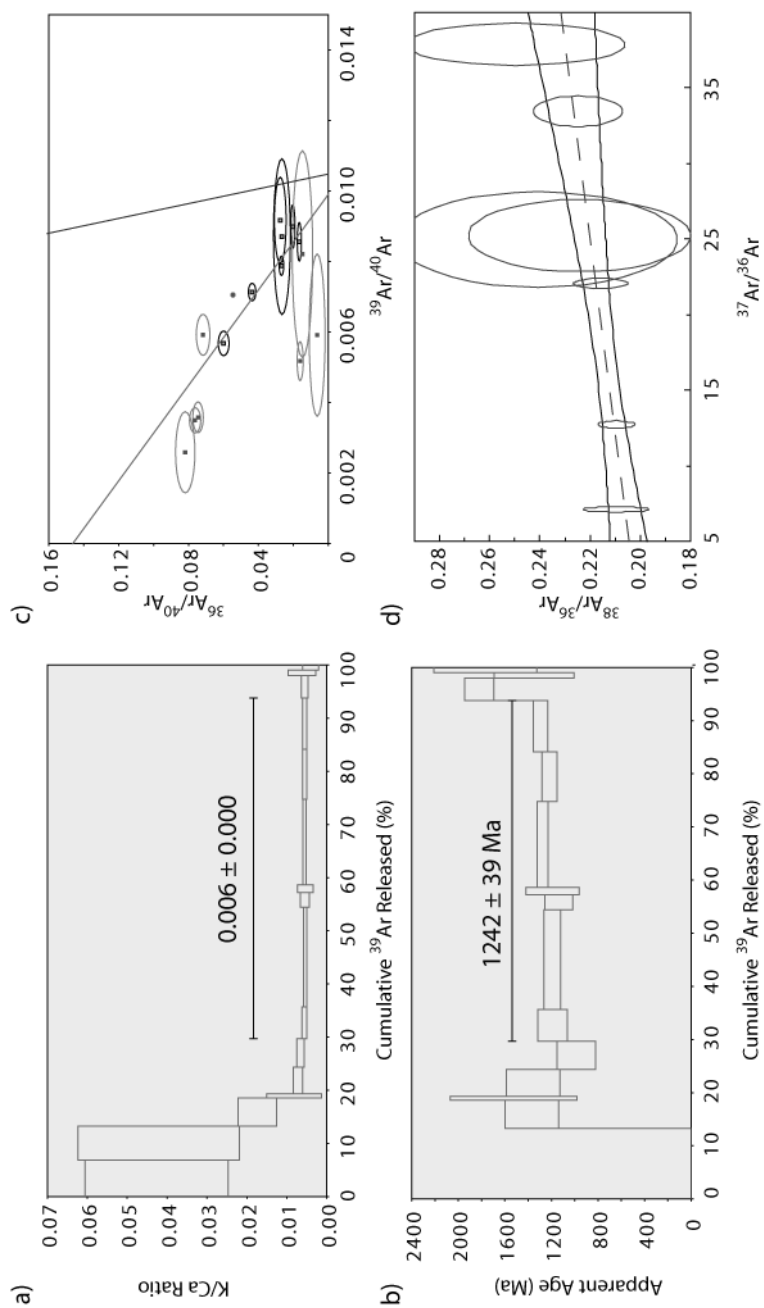 a)
K/Ca Ratio
0.07
0.06
0.05
0.04
0.03
0.02
0.01
0.00
0.006 ± 0.000
0 10 20 30 40 50 60 70 80 90 100
Cumulative ³⁹Ar Released (%)
b)
Apparent Age (Ma)
2400
1600
800
400
1242 ± 39 Ma
0 10 20 30 40 50 60 70 80 90 100
Cumulative ³⁹Ar Released (%)
c)
³⁶Ar/⁴⁰Ar
0.16
0.12
0.08
0.04
0 0.002 0.006 0.010 0.014
³⁹Ar/⁴⁰Ar
d)
³⁸Ar/³⁶Ar
0.28
0.26
0.24
0.22
0.20
0.18
5 15 25 35
³⁷Ar/³⁶Ar